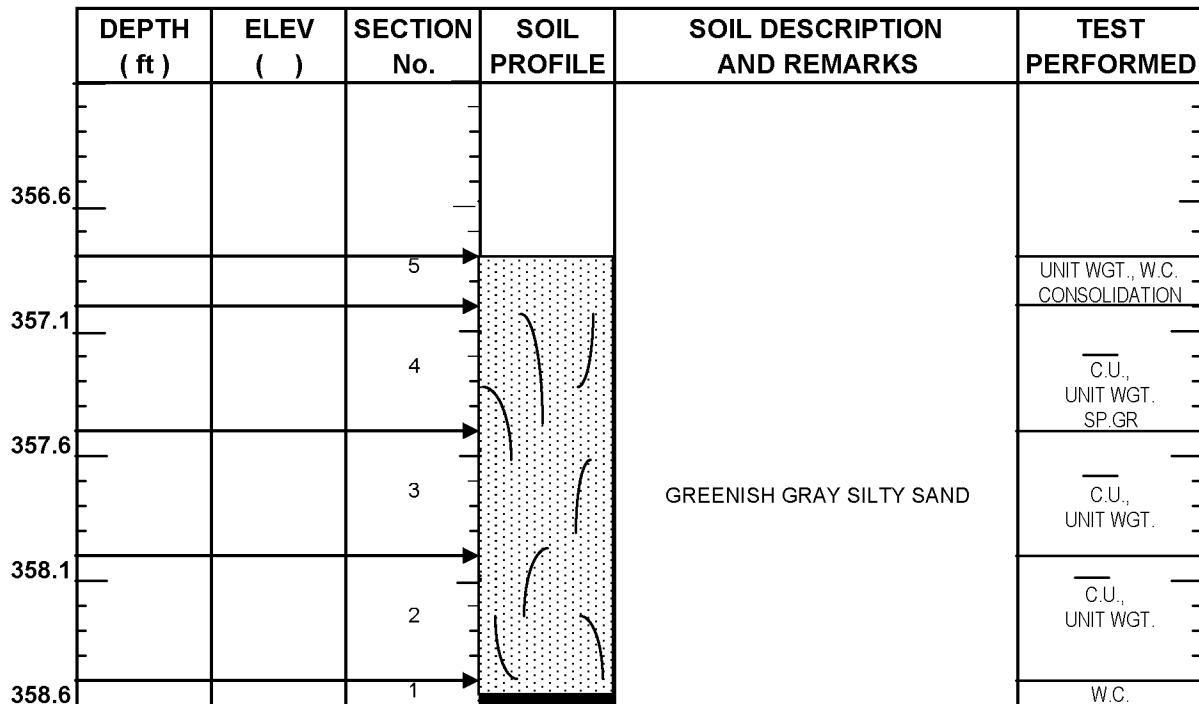 DEPTH ELEV SECTION SOIL SOIL DESCRIPTION TEST
( ft ) ( ) No. PROFILE AND REMARKS PERFORMED
356.6
5
UNIT WGT., W.C.
CONSOLIDATION
357.1
4
C.U.,
UNIT WGT.
SP.GR
357.6
3
GREENISH GRAY SILTY SAND
C.U.,
UNIT WGT.
358.1
2
C.U.,
UNIT WGT.
358.6
1
W.C.